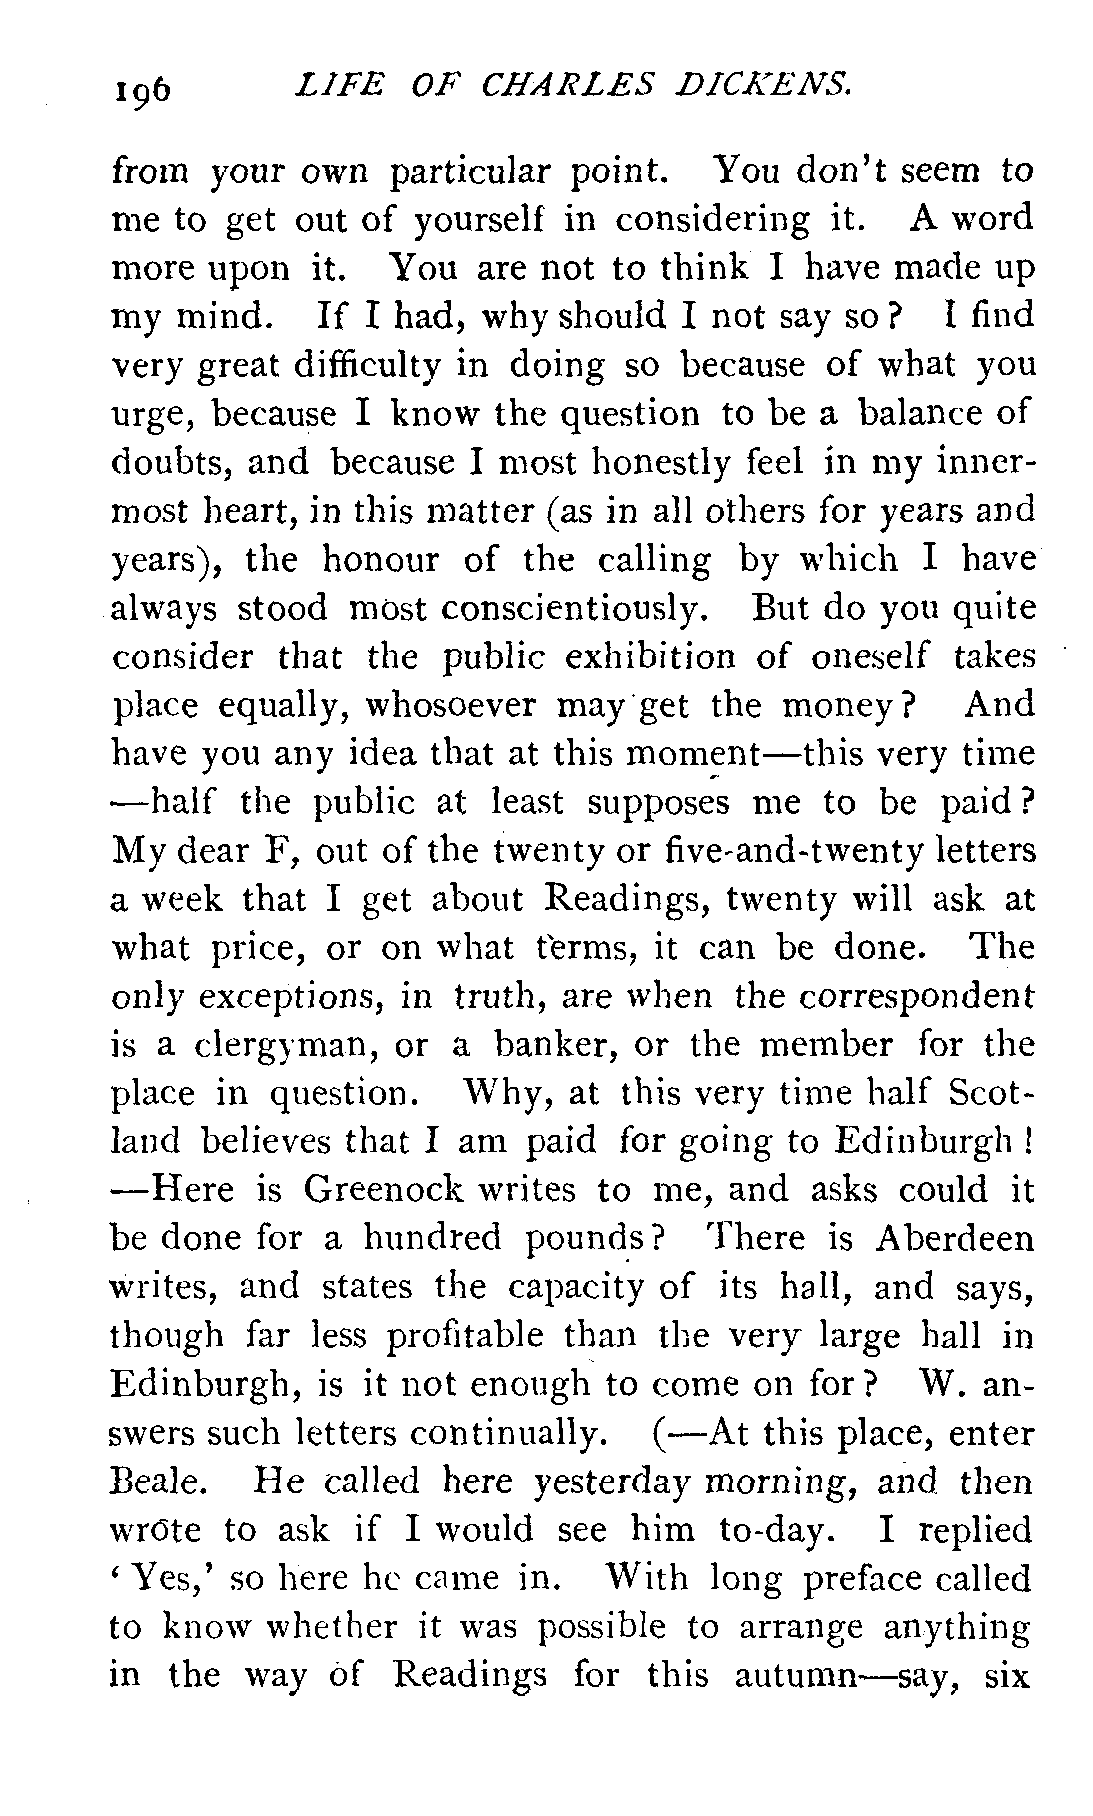 196 LIFE OF CHARLES DICKENS.
from your own particular point. You don't seem to
me to get out of yourself in considering it. A word
more upon it. You are not to think I have made up
my mind. If I had, why should I not say so? I find
very great difficulty in doing so because of what you
urge, because I know the question to be a balance of
doubts, and because I most honestly feel in my inner-
most heart, in this matter (as in all others for years and
years), the honour of the calling by which I have
always stood most conscientiously. But do you quite
consider that the public exhibition of oneself takes
place equally, whosoever may get the money? And
have you any idea that at this moment—this very time
—half the public at least supposes me to be paid?
My dear F, out of the twenty or five-and-twenty letters
a week that I get about Readings, twenty will ask at
what price, or on what terms, it can be done. The
only exceptions, in truth, are when the correspondent
is a clergyman, or a banker, or the member for the
place in question. Why, at this very time half Scot-
land believes that I am paid for going to Edinburgh!
—Here is Greenock writes to me, and asks could it
be done for a hundred pounds? There is Aberdeen
writes, and states the capacity of its hall, and says,
though far less profitable than the very large hall in
Edinburgh, is it not enough to come on for? W. an-
swers such letters continually. (—At this place, enter
Beale. He called here yesterday morning, and then
wrote to ask if I would see him to-day. I replied
'Yes,' so here he came in. With long preface called
to know whether it was possible to arrange anything
in the way of Readings for this autumn—say, six